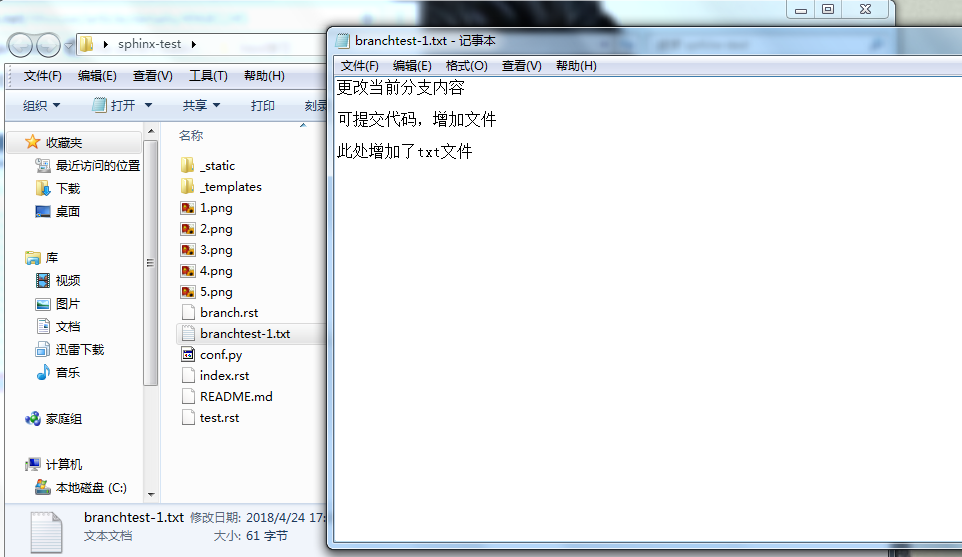 sphinx-test
文件(F) 编辑(E) 查看(V) 工具(T) 帮助(H)
组织 打开 共享 打印 刻录
收藏夹
最近访问的位置
下载
桌面
库
视频
图片
文档
迅雷下载
音乐
家庭组
计算机
本地磁盘 (C:)
名称
_static
_templates
1.png
2.png
3.png
4.png
5.png
branch.rst
branchtest-1.txt
conf.py
index.rst
README.md
test.rst
branchtest-1.txt 修改日期: 2018/4/24 17:
文本文档 大小: 61 字节
branchtest-1.txt - 记事本
文件(F) 编辑(E) 格式(O) 查看(V) 帮助(H)
更改当前分支内容
可提交代码，增加文件
此处增加了txt文件